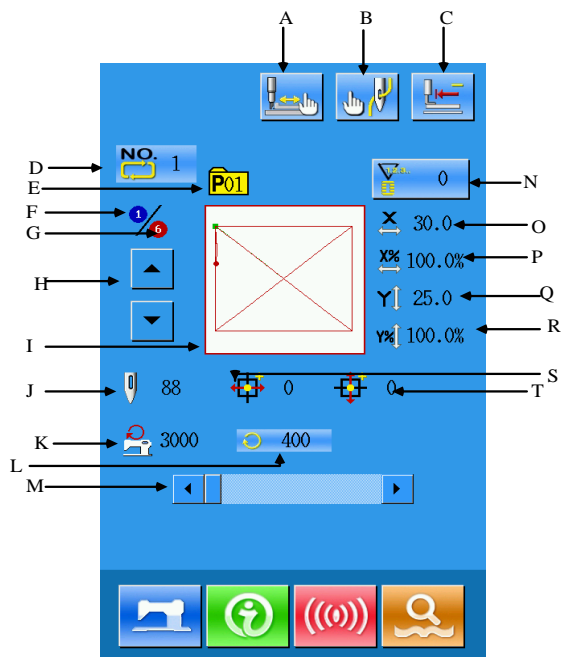 A B C
D NO. 1
E P01
N 0
F 1
G 6
O X 30.0
P X% 100.0%
H
Q Y 25.0
R Y% 100.0%
I
J 88
S 0
T 0
K 3000
L 400
M